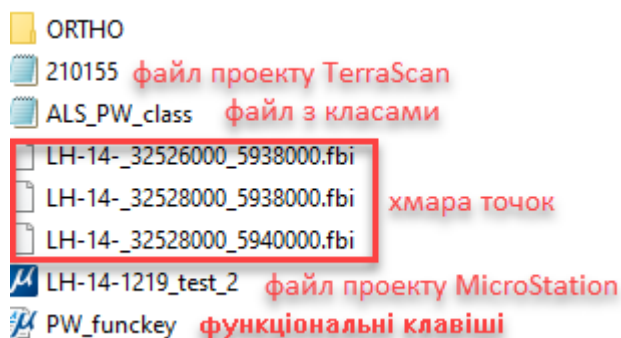 ORTHO
210155 файл проекту TerraScan
ALS_PW_class файл з класами
LH-14-_32526000_5938000.fbi
LH-14-_32528000_5938000.fbi хмара точок
LH-14-_32528000_5940000.fbi
LH-14-1219_test_2 файл проекту MicroStation
PW_funckey функціональні клавіші